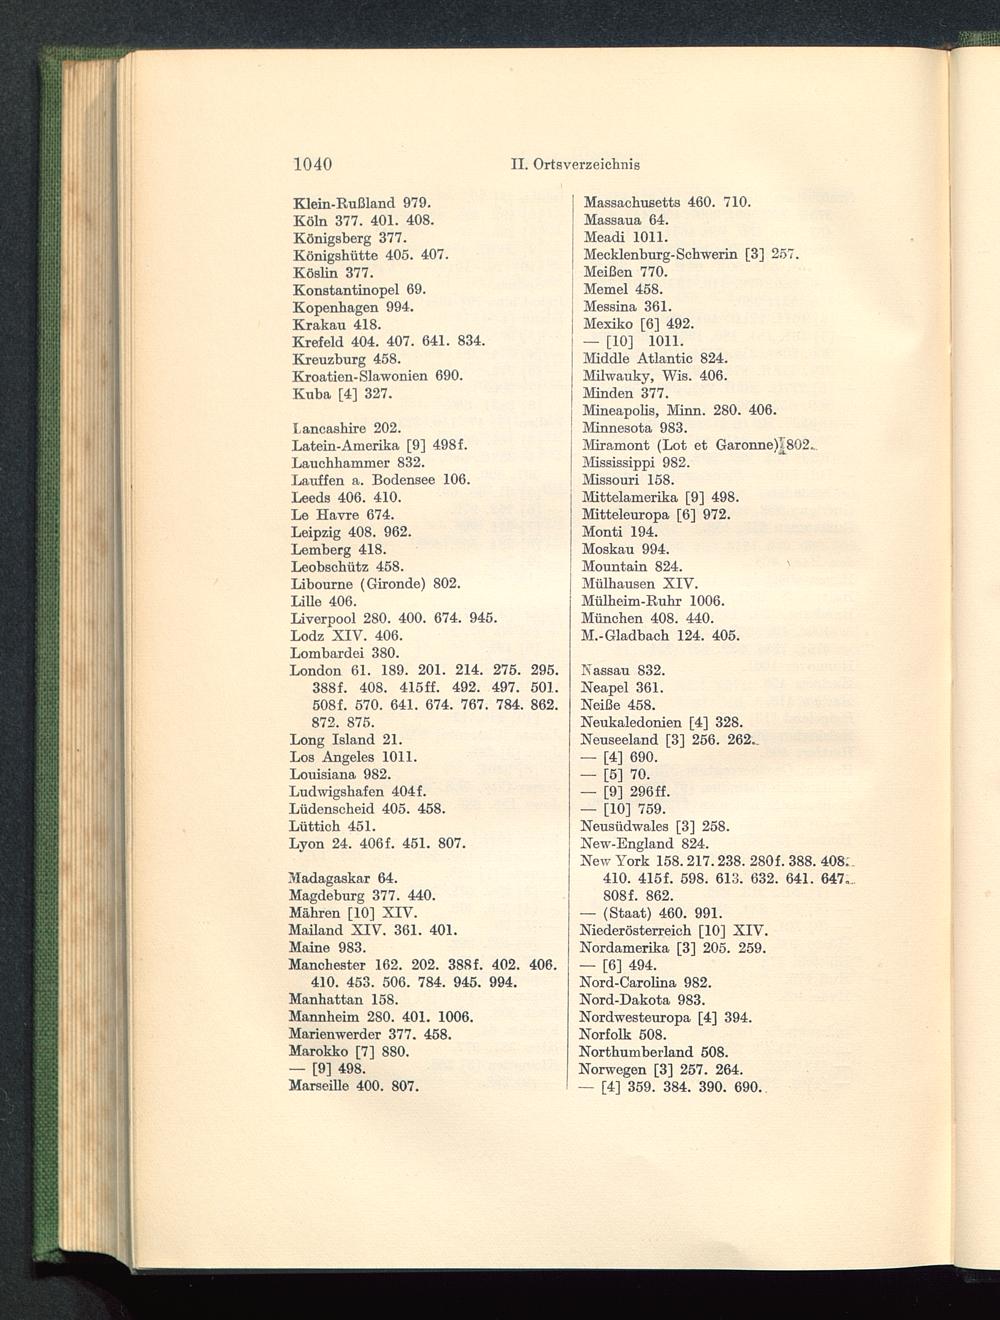 1040
II. Ortsverzeichnis
Klein-Rußland 979.
Köln 377. 401. 408.
Königsberg 377.
Königshütte 405. 407.
Köslin 377.
Konstantinopel 69.
Kopenhagen 994.
Krakau 418.
Krefeld 404. 407. 641. 834.
Kreuzburg 458.
Kroatien-Slawonien 690.
Kuba [4] 327.
Lancashire 202.
Latein-Amerika [9] 498f.
Lauchhammer 832.
Lauffen a. Bodensee 106.
Leeds 406. 410.
Le Havre 674.
Leipzig 408. 962.
Lemberg 418.
Leobschütz 458.
Libourne (Gironde) 802.
Lille 406.
Liverpool 280. 400. 674. 945.
Lodz XIV. 406.
Lombardei 380.
London 61. 189. 201. 214. 275. 295.
388f. 408. 415ff. 492. 497. 501.
508f. 570. 641. 674. 767. 784. 862.
872. 875.
Long Island 21.
Los Angeles 1011.
Louisiana 982.
Ludwigshafen 404f.
Lüdenscheid 405. 458.
Lüttich 451.
Lyon 24. 406f. 451. 807.
Madagaskar 64.
Magdeburg 377. 440.
Mähren [10] XIV.
Mailand XIV. 361. 401.
Maine 983.
Manchester 162. 202. 388f. 402. 406.
410. 453. 506. 784. 945. 994.
Manhattan 158.
Mannheim 280. 401. 1006.
Marienwerder 377. 458.
Marokko [7] 880.
— [9] 498.
Marseille 400. 807.
Massachusetts 460. 710.
Massaua 64.
Meadi 1011.
Mecklenburg-Schwerin [3] 257.
Meißen 770.
Memel 458.
Messina 361.
Mexiko [6] 492.
— [10] 1011.
Middle Atlantic 824.
Milwauky, Wis. 406.
Minden 377.
Mineapolis, Minn. 280. 406.
Minnesota 983.
Miramont (Lot et Garonne) 802.
Mississippi 982.
Missouri 158.
Mittelamerika [9] 498.
Mitteleuropa [6] 972.
Monti 194.
Moskau 994.
Mountain 824.
Mülhausen XIV.
Mülheim-Ruhr 1006.
München 408. 440.
M.-Gladbach 124. 405.
Nassau 832.
Neapel 361.
Neiße 458.
Neukaledonien [4] 328.
Neuseeland [3] 256. 262.
— [4] 690.
— [5] 70.
— [9] 296ff.
— [10] 759.
Neusüdwales [3] 258.
New-England 824.
New York 158. 217. 238. 280f. 388. 408.
410. 415f. 598. 613. 632. 641. 647.
808f. 862.
— (Staat) 460. 991.
Niederösterreich [10] XIV.
Nordamerika [3] 205. 259.
— [6] 494.
Nord-Carolina 982.
Nord-Dakota 983.
Nordwesteuropa [4] 394.
Norfolk 508.
Northumberland 508.
Norwegen [3] 257. 264.
— [4] 359. 384. 390. 690.